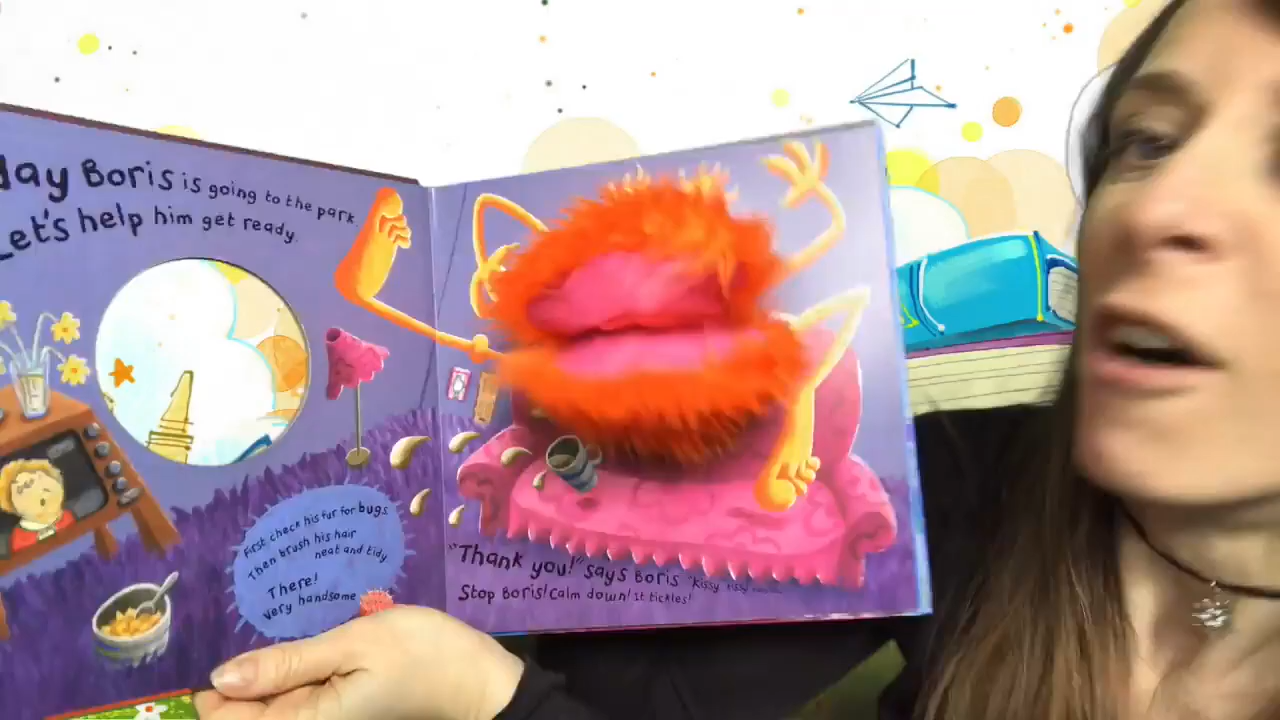 day Boris is going to the park.
Let's help him get ready.
First check his fur for bugs.
Then brush his hair
neat and tidy
There!
Very handsome
"Thank you!" says Boris "Kissy kissy
Stop Boris! Calm down! It tickles!